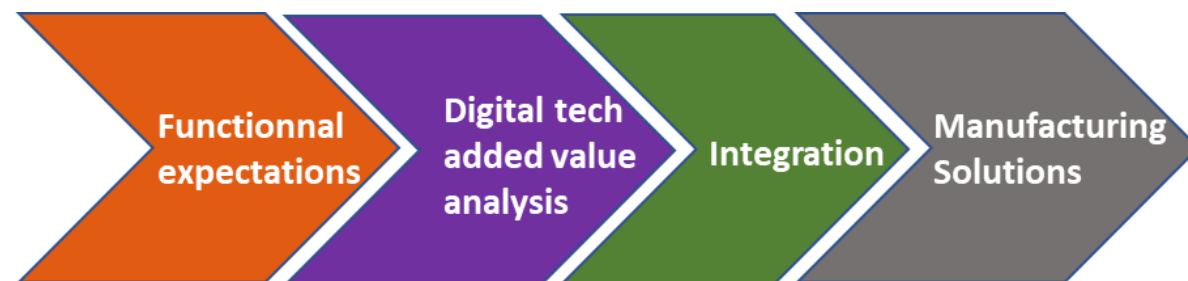 Functionnal
expectations
Digital tech
added value
analysis
Integration
Manufacturing
Solutions